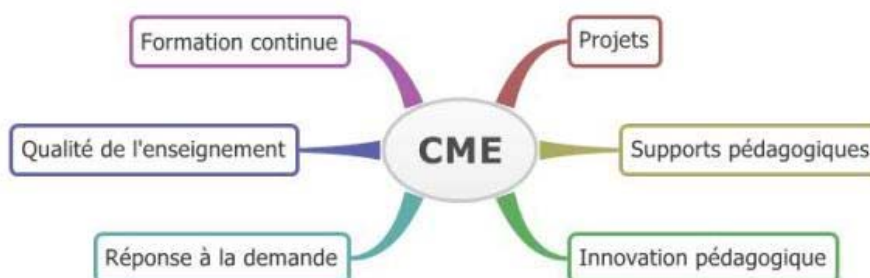 Formation continue
Projets
Qualité de l'enseignement
CME
Supports pédagogiques
Réponse à la demande
Innovation pédagogique